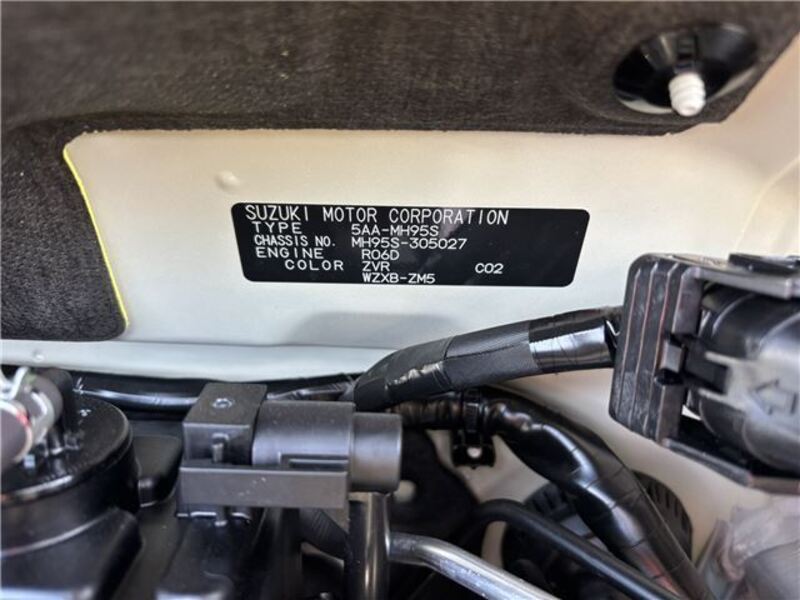 SUZUKI MOTOR CORPORATION
TYPE 5AA-MH95S
CHASSIS NO. MH95S-305027
ENGINE R06D
COLOR ZVR C02
WZXB-ZM5